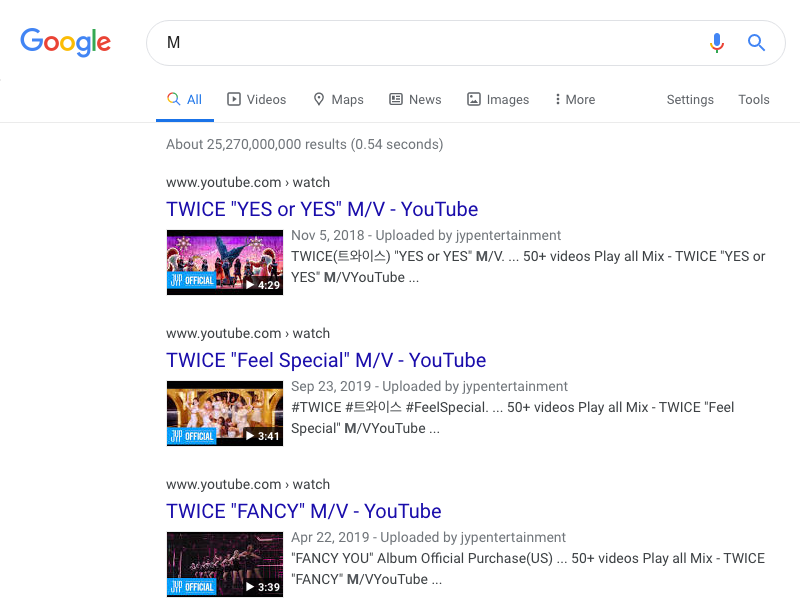 Google M
All Videos Maps News Images More Settings Tools
About 25,270,000,000 results (0.54 seconds)
www.youtube.com › watch
TWICE "YES or YES" M/V - YouTube
Nov 5, 2018 - Uploaded by jypentertainment
TWICE(트와이스) "YES or YES" M/V. ... 50+ videos Play all Mix - TWICE "YES or
YES" M/VYouTube ...
JYP OFFICIAL 4:29
www.youtube.com › watch
TWICE "Feel Special" M/V - YouTube
Sep 23, 2019 - Uploaded by jypentertainment
#TWICE #트와이스 #FeelSpecial. ... 50+ videos Play all Mix - TWICE "Feel
Special" M/VYouTube ...
JYP OFFICIAL 3:41
www.youtube.com › watch
TWICE "FANCY" M/V - YouTube
Apr 22, 2019 - Uploaded by jypentertainment
"FANCY YOU" Album Official Purchase(US) ... 50+ videos Play all Mix - TWICE
"FANCY" M/VYouTube ...
JYP OFFICIAL 3:39